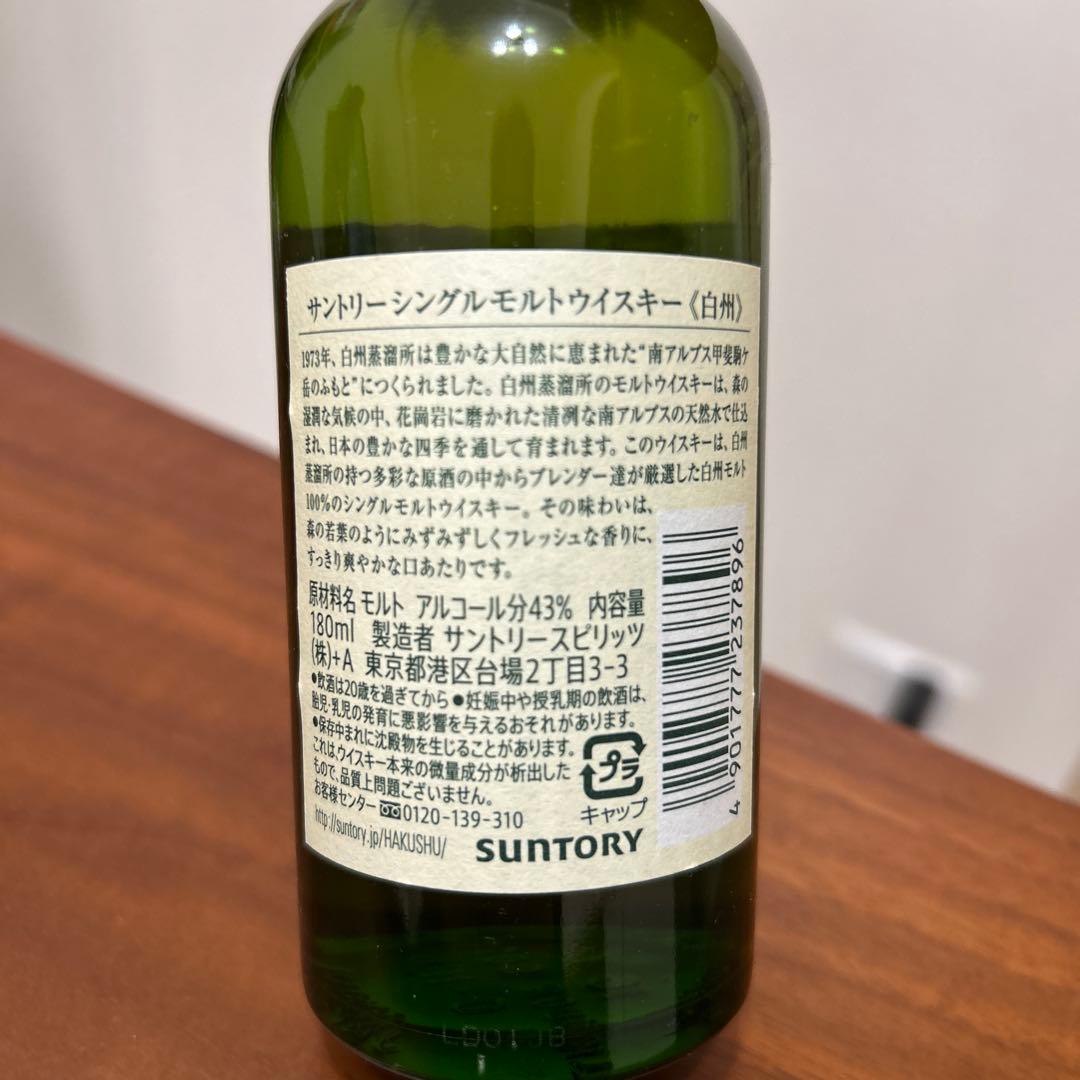 サントリーシングルモルトウイスキー《白州》
1973年、白州蒸溜所は豊かな大自然に恵まれた"南アルプス甲斐駒ケ
岳のふもと"につくられました。白州蒸溜所のモルトウイスキーは、森の
湿潤な気候の中、花崗岩に磨かれた清冽な南アルプスの天然水で仕込
まれ、日本の豊かな四季を通して育まれます。このウイスキーは、白州
蒸溜所の持つ多彩な原酒の中からブレンダー達が厳選した白州モルト
100%のシングルモルトウイスキー。その味わいは、
森の若葉のようにみずみずしくフレッシュな香りに、
すっきり爽やかな口あたりです。
原材料名 モルト アルコール分43% 内容量
180ml 製造者 サントリースピリッツ
(株)+A 東京都港区台場2丁目3-3
●飲酒は20歳を過ぎてから ●妊娠中や授乳期の飲酒は、
胎児・乳児の発育に悪影響を与えるおそれがあります。
●保存中まれに沈殿物を生じることがあります。
これは、ウイスキー本来の微量成分が析出した
もので、品質上問題ございません。
お客様センター 0120-139-310
http://suntory.jp/HAKUSHU/
プラ
キャップ
SUNTORY
4 901777 237896
LD01JB